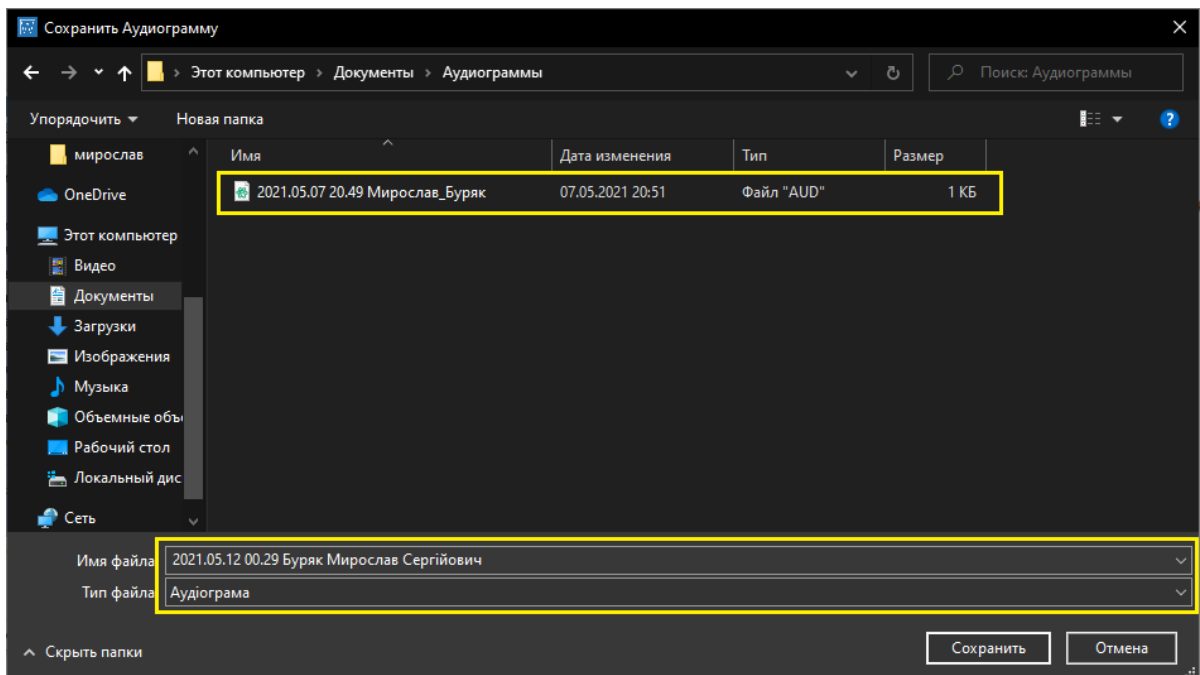 Сохранить Аудиограмму
Этот компьютер › Документы › Аудиограммы
Поиск: Аудиограммы
Упорядочить Новая папка
Имя Дата изменения Тип Размер
2021.05.07 20.49 Мирослав_Буряк 07.05.2021 20:51 Файл "AUD" 1 КБ
мирослав
OneDrive
Этот компьютер
Видео
Документы
Загрузки
Изображения
Музыка
Объемные объ
Рабочий стол
Локальный дис
Сеть
Имя файла 2021.05.12 00.29 Буряк Мирослав Сергійович
Тип файла Аудіограма
Скрыть папки
Сохранить Отмена